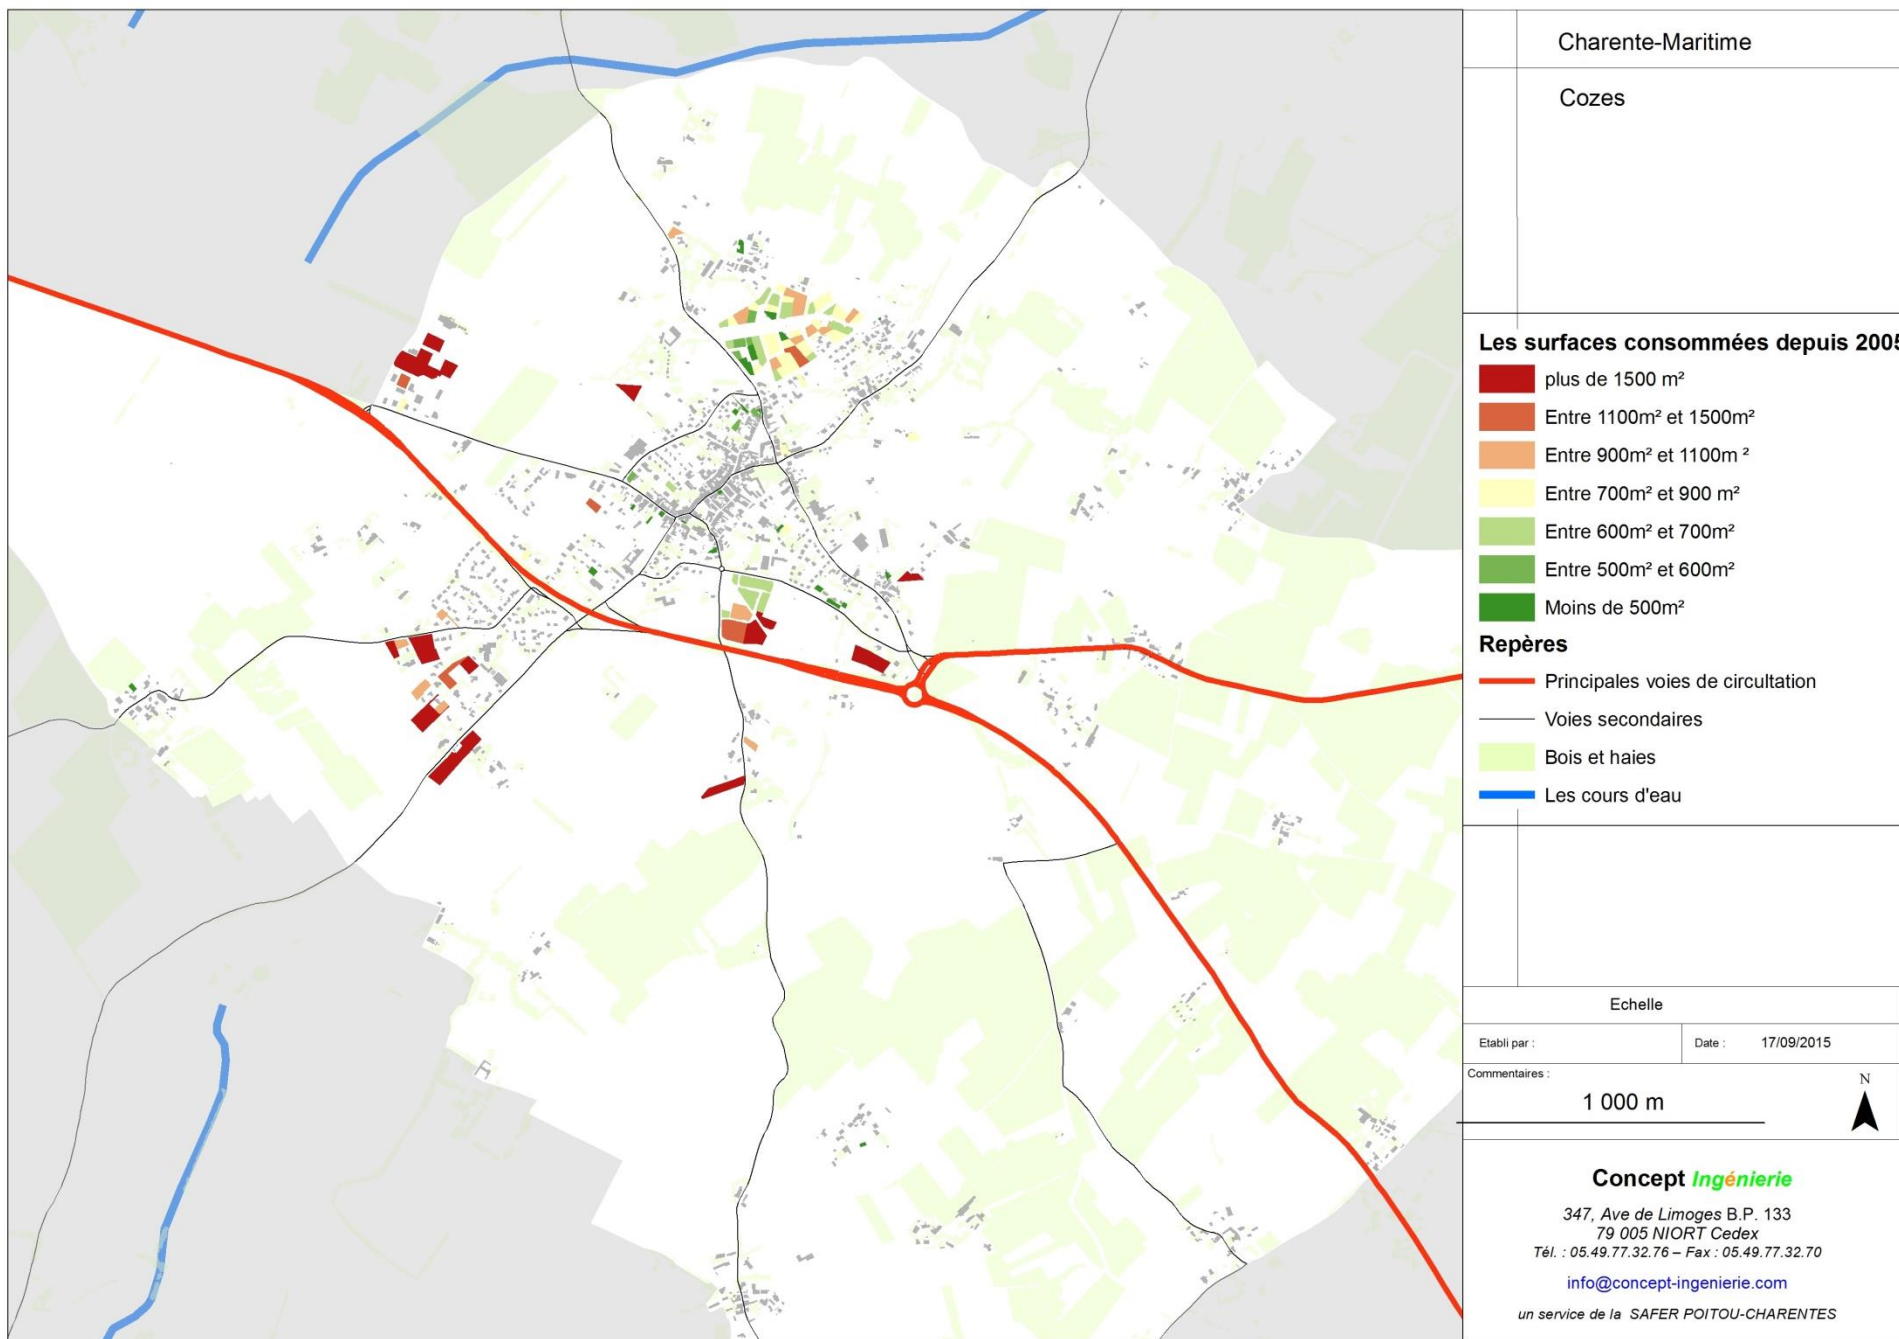 Charente-Maritime
Cozes
Les surfaces consommées depuis 2005
plus de 1500 m²
Entre 1100m² et 1500m²
Entre 900m² et 1100m ²
Entre 700m² et 900 m²
Entre 600m² et 700m²
Entre 500m² et 600m²
Moins de 500m²
Repères
Principales voies de circultation
Voies secondaires
Bois et haies
Les cours d'eau
Echelle
Etabli par :
Date : 17/09/2015
Commentaires :
1 000 m
N
Concept Ingénierie
347, Ave de Limoges B.P. 133
79 005 NIORT Cedex
Tél. : 05.49.77.32.76 – Fax : 05.49.77.32.70
info@concept-ingenierie.com
un service de la SAFER POITOU-CHARENTES